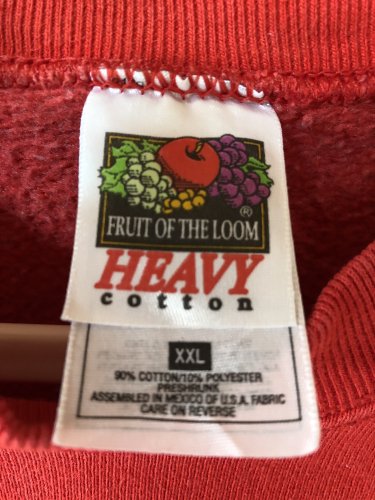 ®
FRUIT OF THE LOOM
HEAVY
cotton
XXL
90% COTTON/10% POLYESTER
PRESHRUNK
ASSEMBLED IN MEXICO OF U.S.A. FABRIC
CARE ON REVERSE